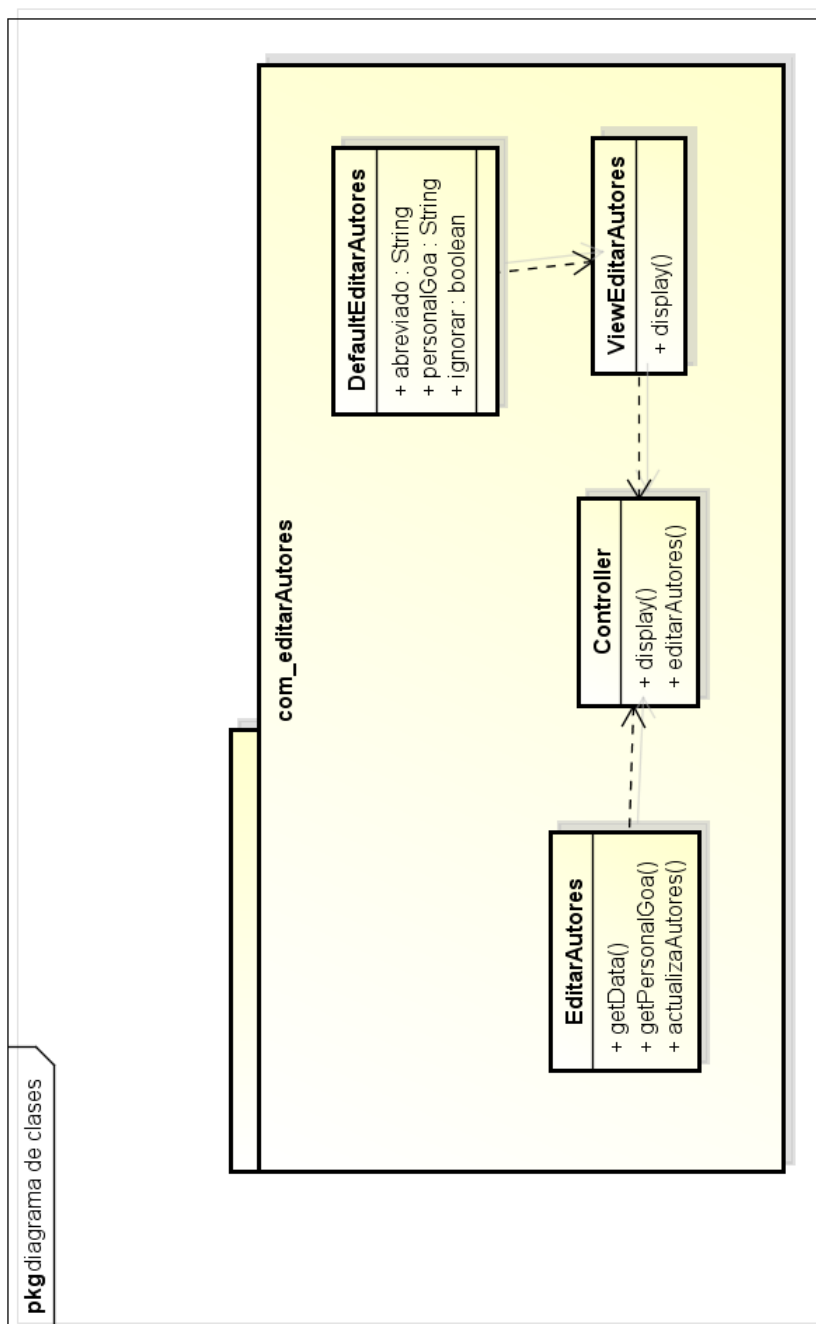 pkg diagrama de clases
com_editarAutores
DefaultEditarAutores
+ abreviado : String
+ personalGoa : String
+ ignorar : boolean
EditarAutores
+ getData()
+ getPersonalGoa()
+ actualizaAutores()
Controller
+ display()
+ editarAutores()
ViewEditarAutores
+ display()